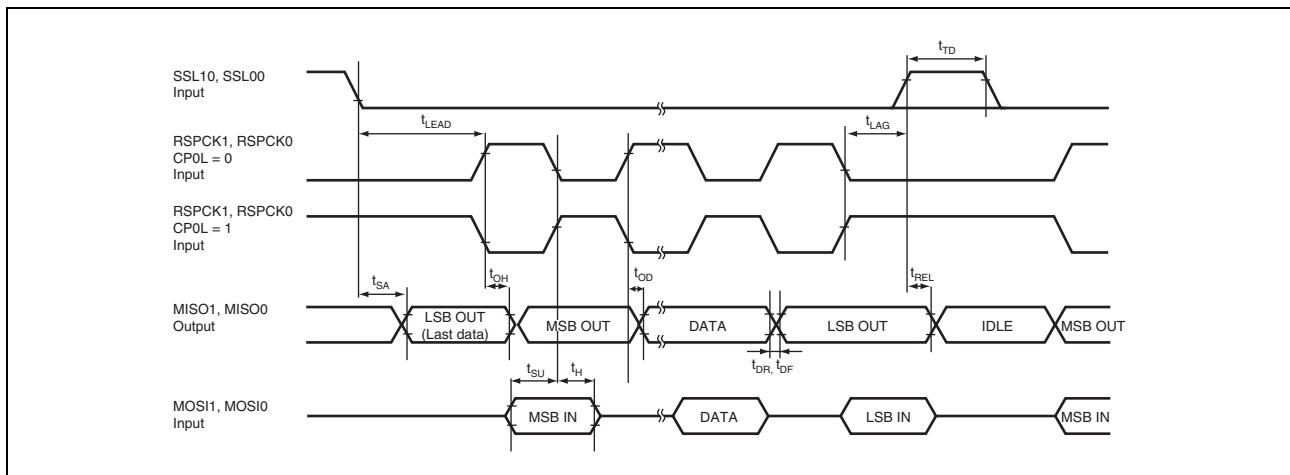 tTD
SSL10, SSL00
Input
tLEAD
tLAG
RSPCK1, RSPCK0
CP0L = 0
Input
RSPCK1, RSPCK0
CP0L = 1
Input
tSA
tOH
tOD
tREL
MISO1, MISO0
Output
LSB OUT
(Last data)
MSB OUT
DATA
LSB OUT
IDLE
MSB OUT
tDR, tDF
tSU
tH
MOSI1, MOSI0
Input
MSB IN
DATA
LSB IN
MSB IN